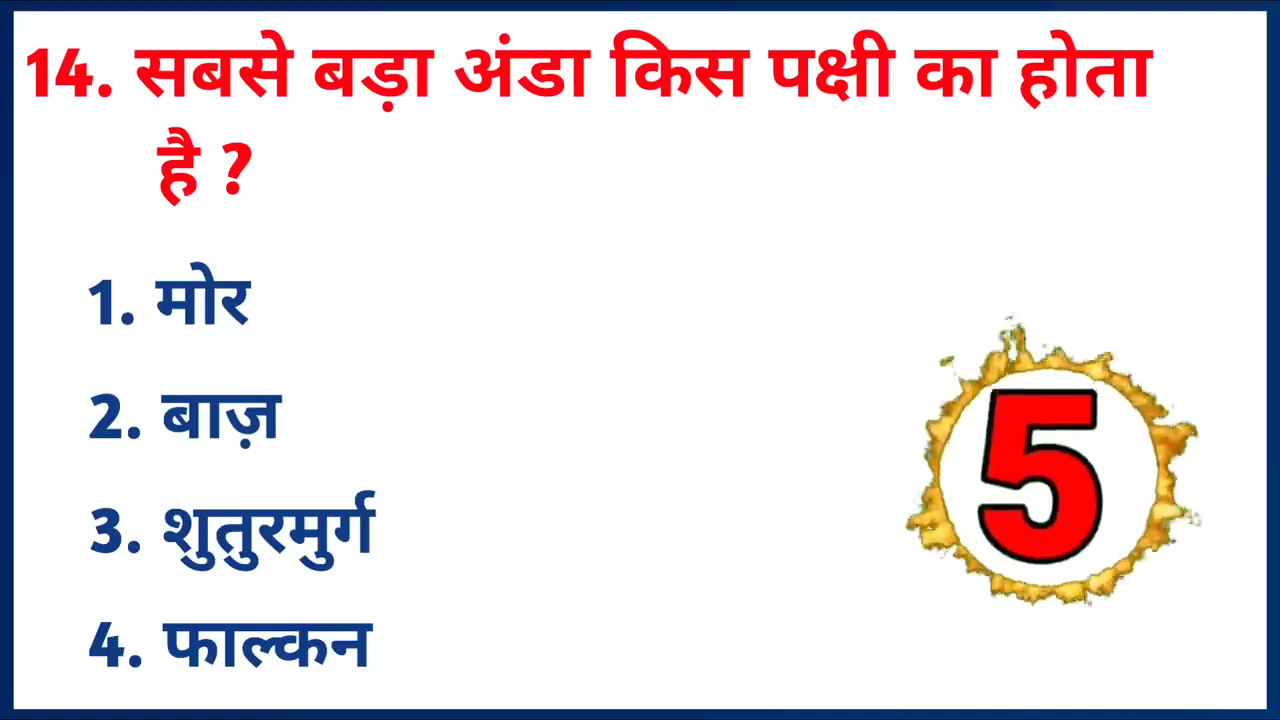 14. सबसे बड़ा अंडा किस पक्षी का होता
है ?
1. मोर
2. बाज़
3. शुतुरमुर्ग
4. फाल्कन
5